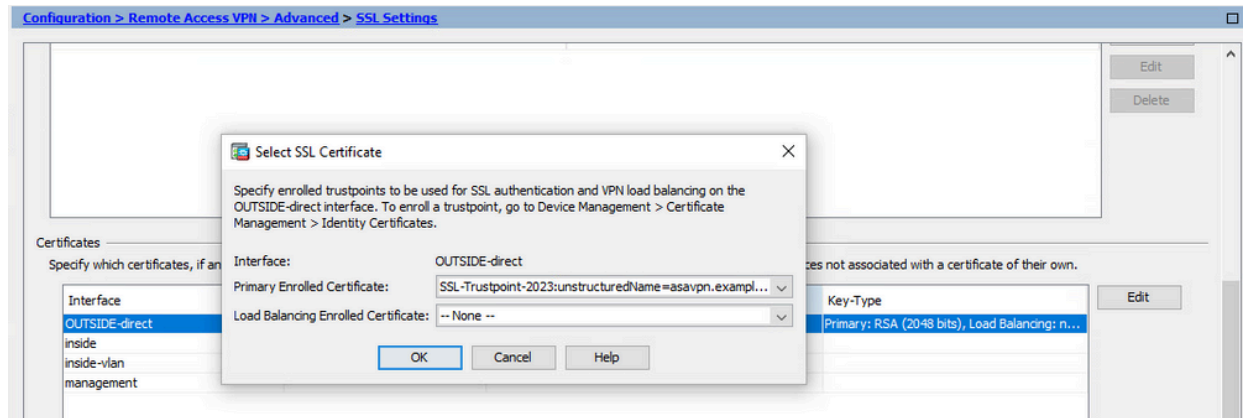 Configuration > Remote Access VPN > Advanced > SSL Settings
Edit
Delete
Select SSL Certificate
Specify enrolled trustpoints to be used for SSL authentication and VPN load balancing on the
OUTSIDE-direct interface. To enroll a trustpoint, go to Device Management > Certificate
Management > Identity Certificates.
Interface: OUTSIDE-direct
Primary Enrolled Certificate: SSL-Trustpoint-2023:unstructuredName=asavpn.exampl...
Load Balancing Enrolled Certificate: -- None --
OK Cancel Help
Certificates
Specify which certificates, if an
not associated with a certificate of their own.
Interface Key-Type Edit
OUTSIDE-direct Primary: RSA (2048 bits), Load Balancing: n...
inside
inside-vlan
management